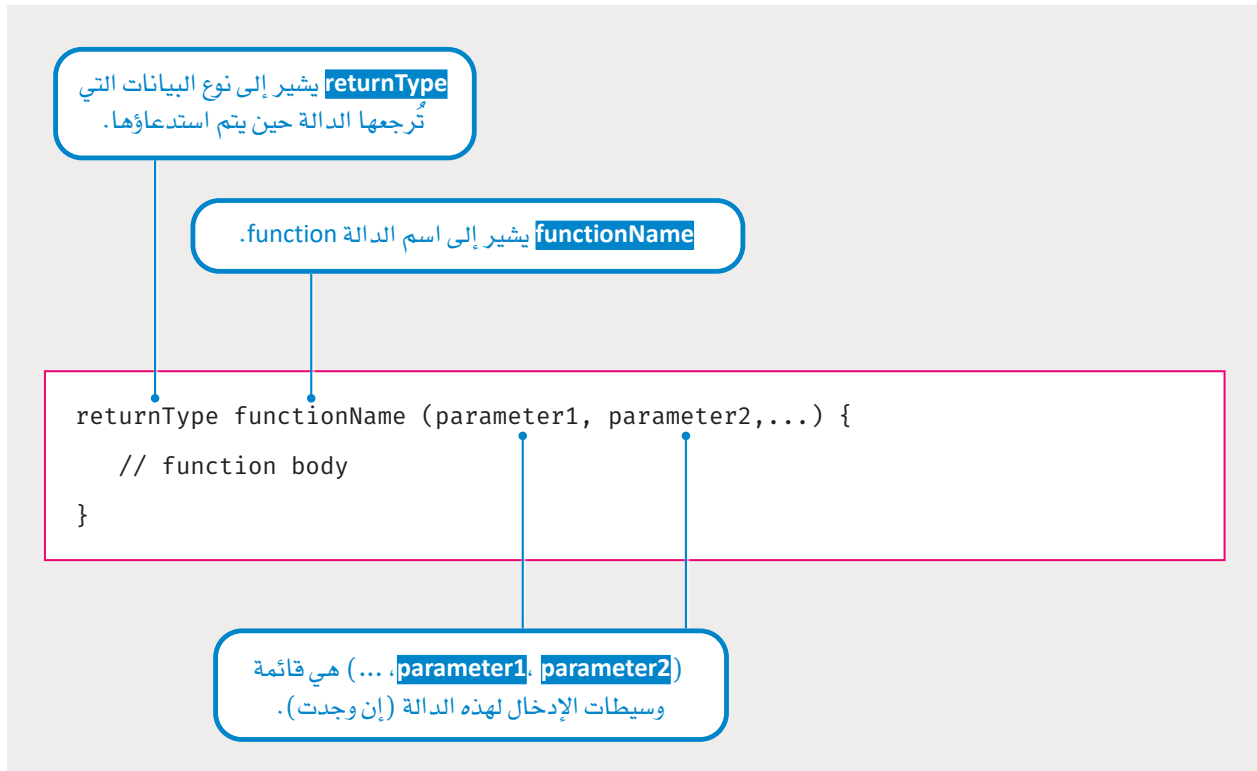 returnType يشير إلى نوع البيانات التي
تُرجعها الدالة حين يتم استدعاؤها.
functionName يشير إلى اسم الدالة function.
returnType functionName (parameter1, parameter2,...) {
// function body
}
(parameter2 ،parameter1، ...) هي قائمة
وسيطات الإدخال لهذه الدالة (إن وجدت).